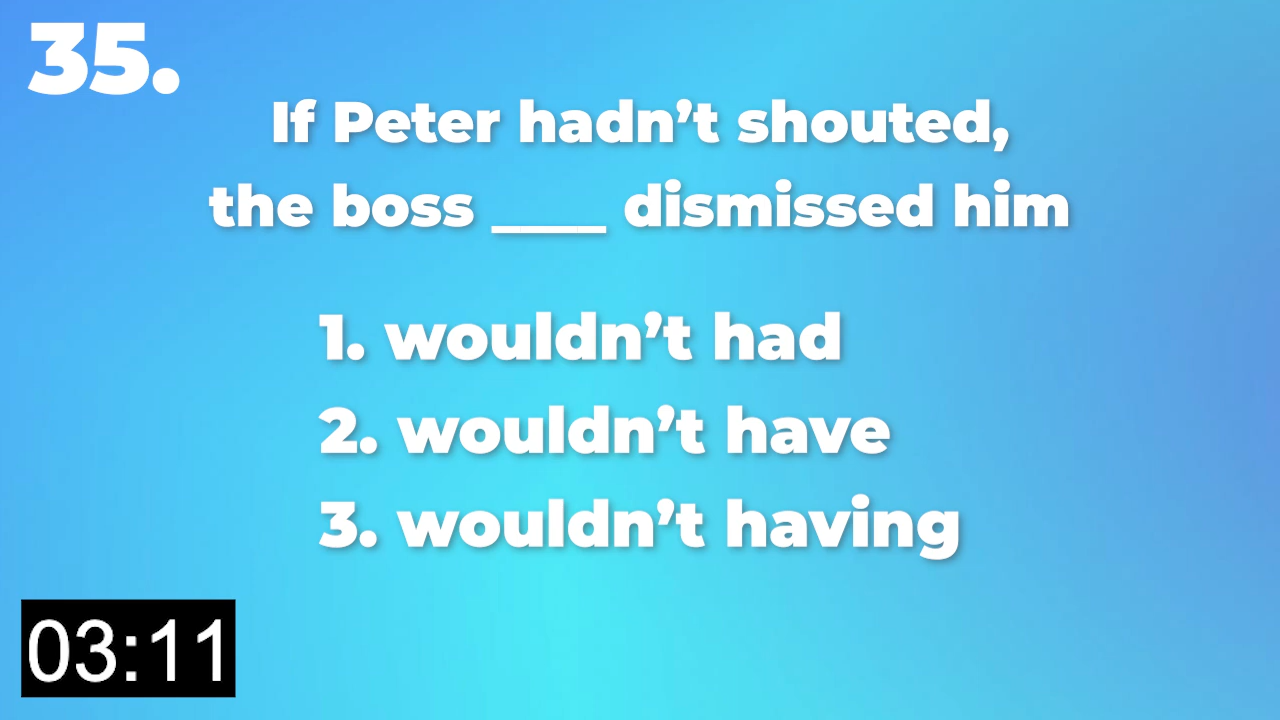 35.
If Peter hadn’t shouted,
the boss ____ dismissed him
1. wouldn’t had
2. wouldn’t have
3. wouldn’t having
03:11